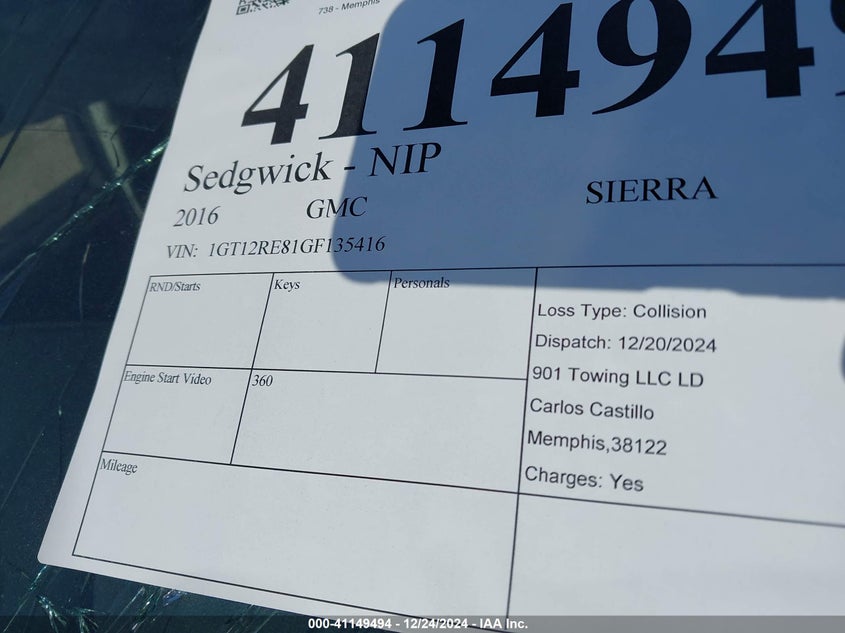 738 - Memphis
4114949
Sedgwick - NIP
2016 GMC SIERRA
VIN: 1GT12RE81GF135416
RND/Starts Keys Personals
Loss Type: Collision
Dispatch: 12/20/2024
901 Towing LLC LD
Engine Start Video 360
Carlos Castillo
Memphis,38122
Mileage
Charges: Yes
000-41149494 - 12/24/2024 - IAA Inc.